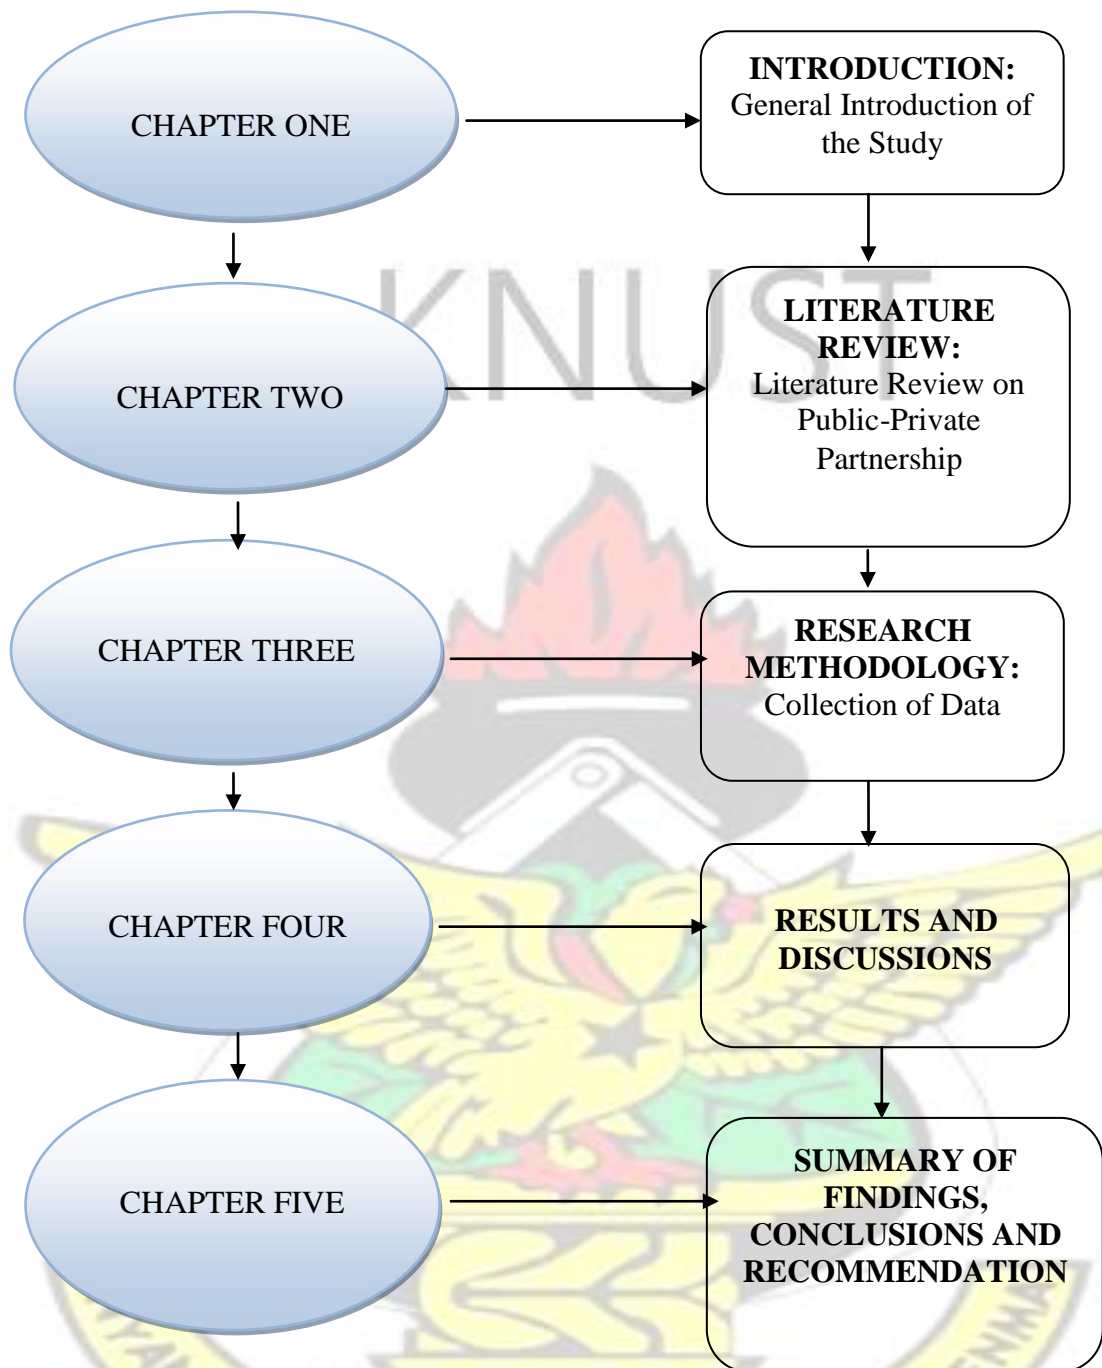 CHAPTER ONE
INTRODUCTION:
General Introduction of
the Study
KNUST
CHAPTER TWO
LITERATURE
REVIEW:
Literature Review on
Public-Private
Partnership
CHAPTER THREE
RESEARCH
METHODOLOGY:
Collection of Data
CHAPTER FOUR
RESULTS AND
DISCUSSIONS
CHAPTER FIVE
SUMMARY OF
FINDINGS,
CONCLUSIONS AND
RECOMMENDATION